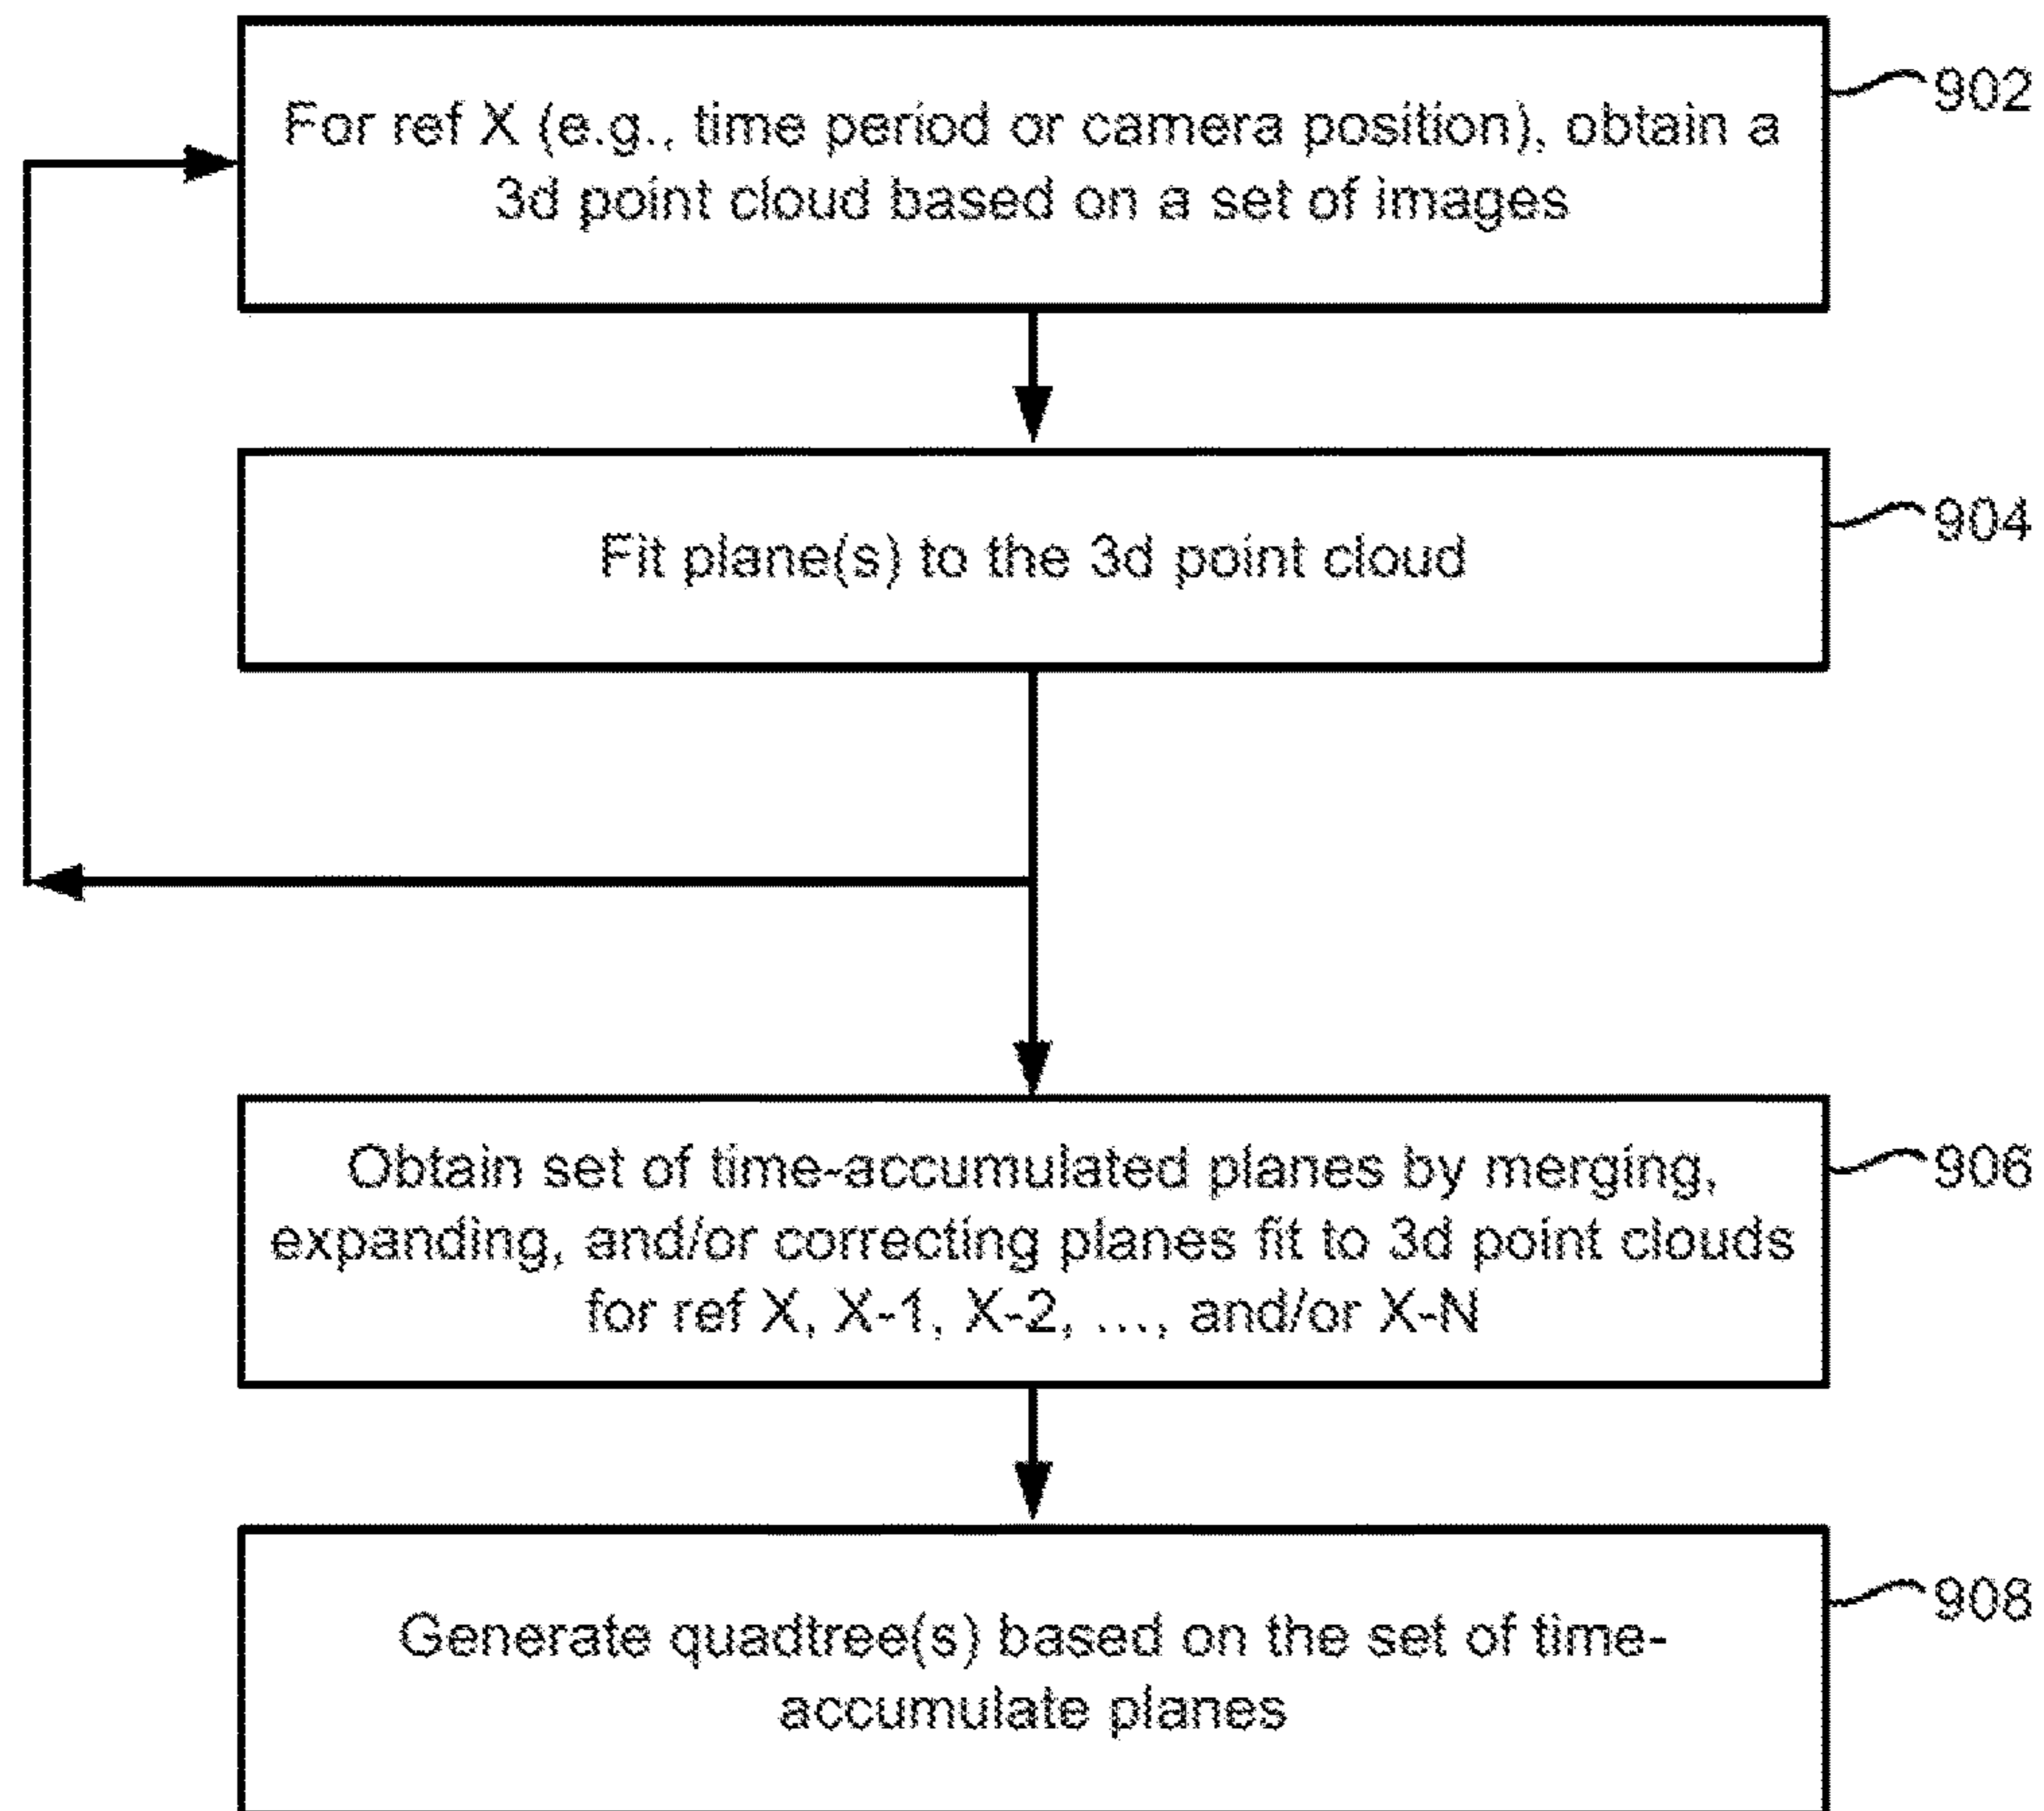 For ref X (e.g., time period or camera position), obtain a
3d point cloud based on a set of images
902
Fit plane(s) to the 3d point cloud
904
Obtain set of time-accumulated planes by merging,
expanding, and/or correcting planes fit to 3d point clouds
for ref X, X-1, X-2, ..., and/or X-N
906
Generate quadtree(s) based on the set of time-
accumulate planes
908